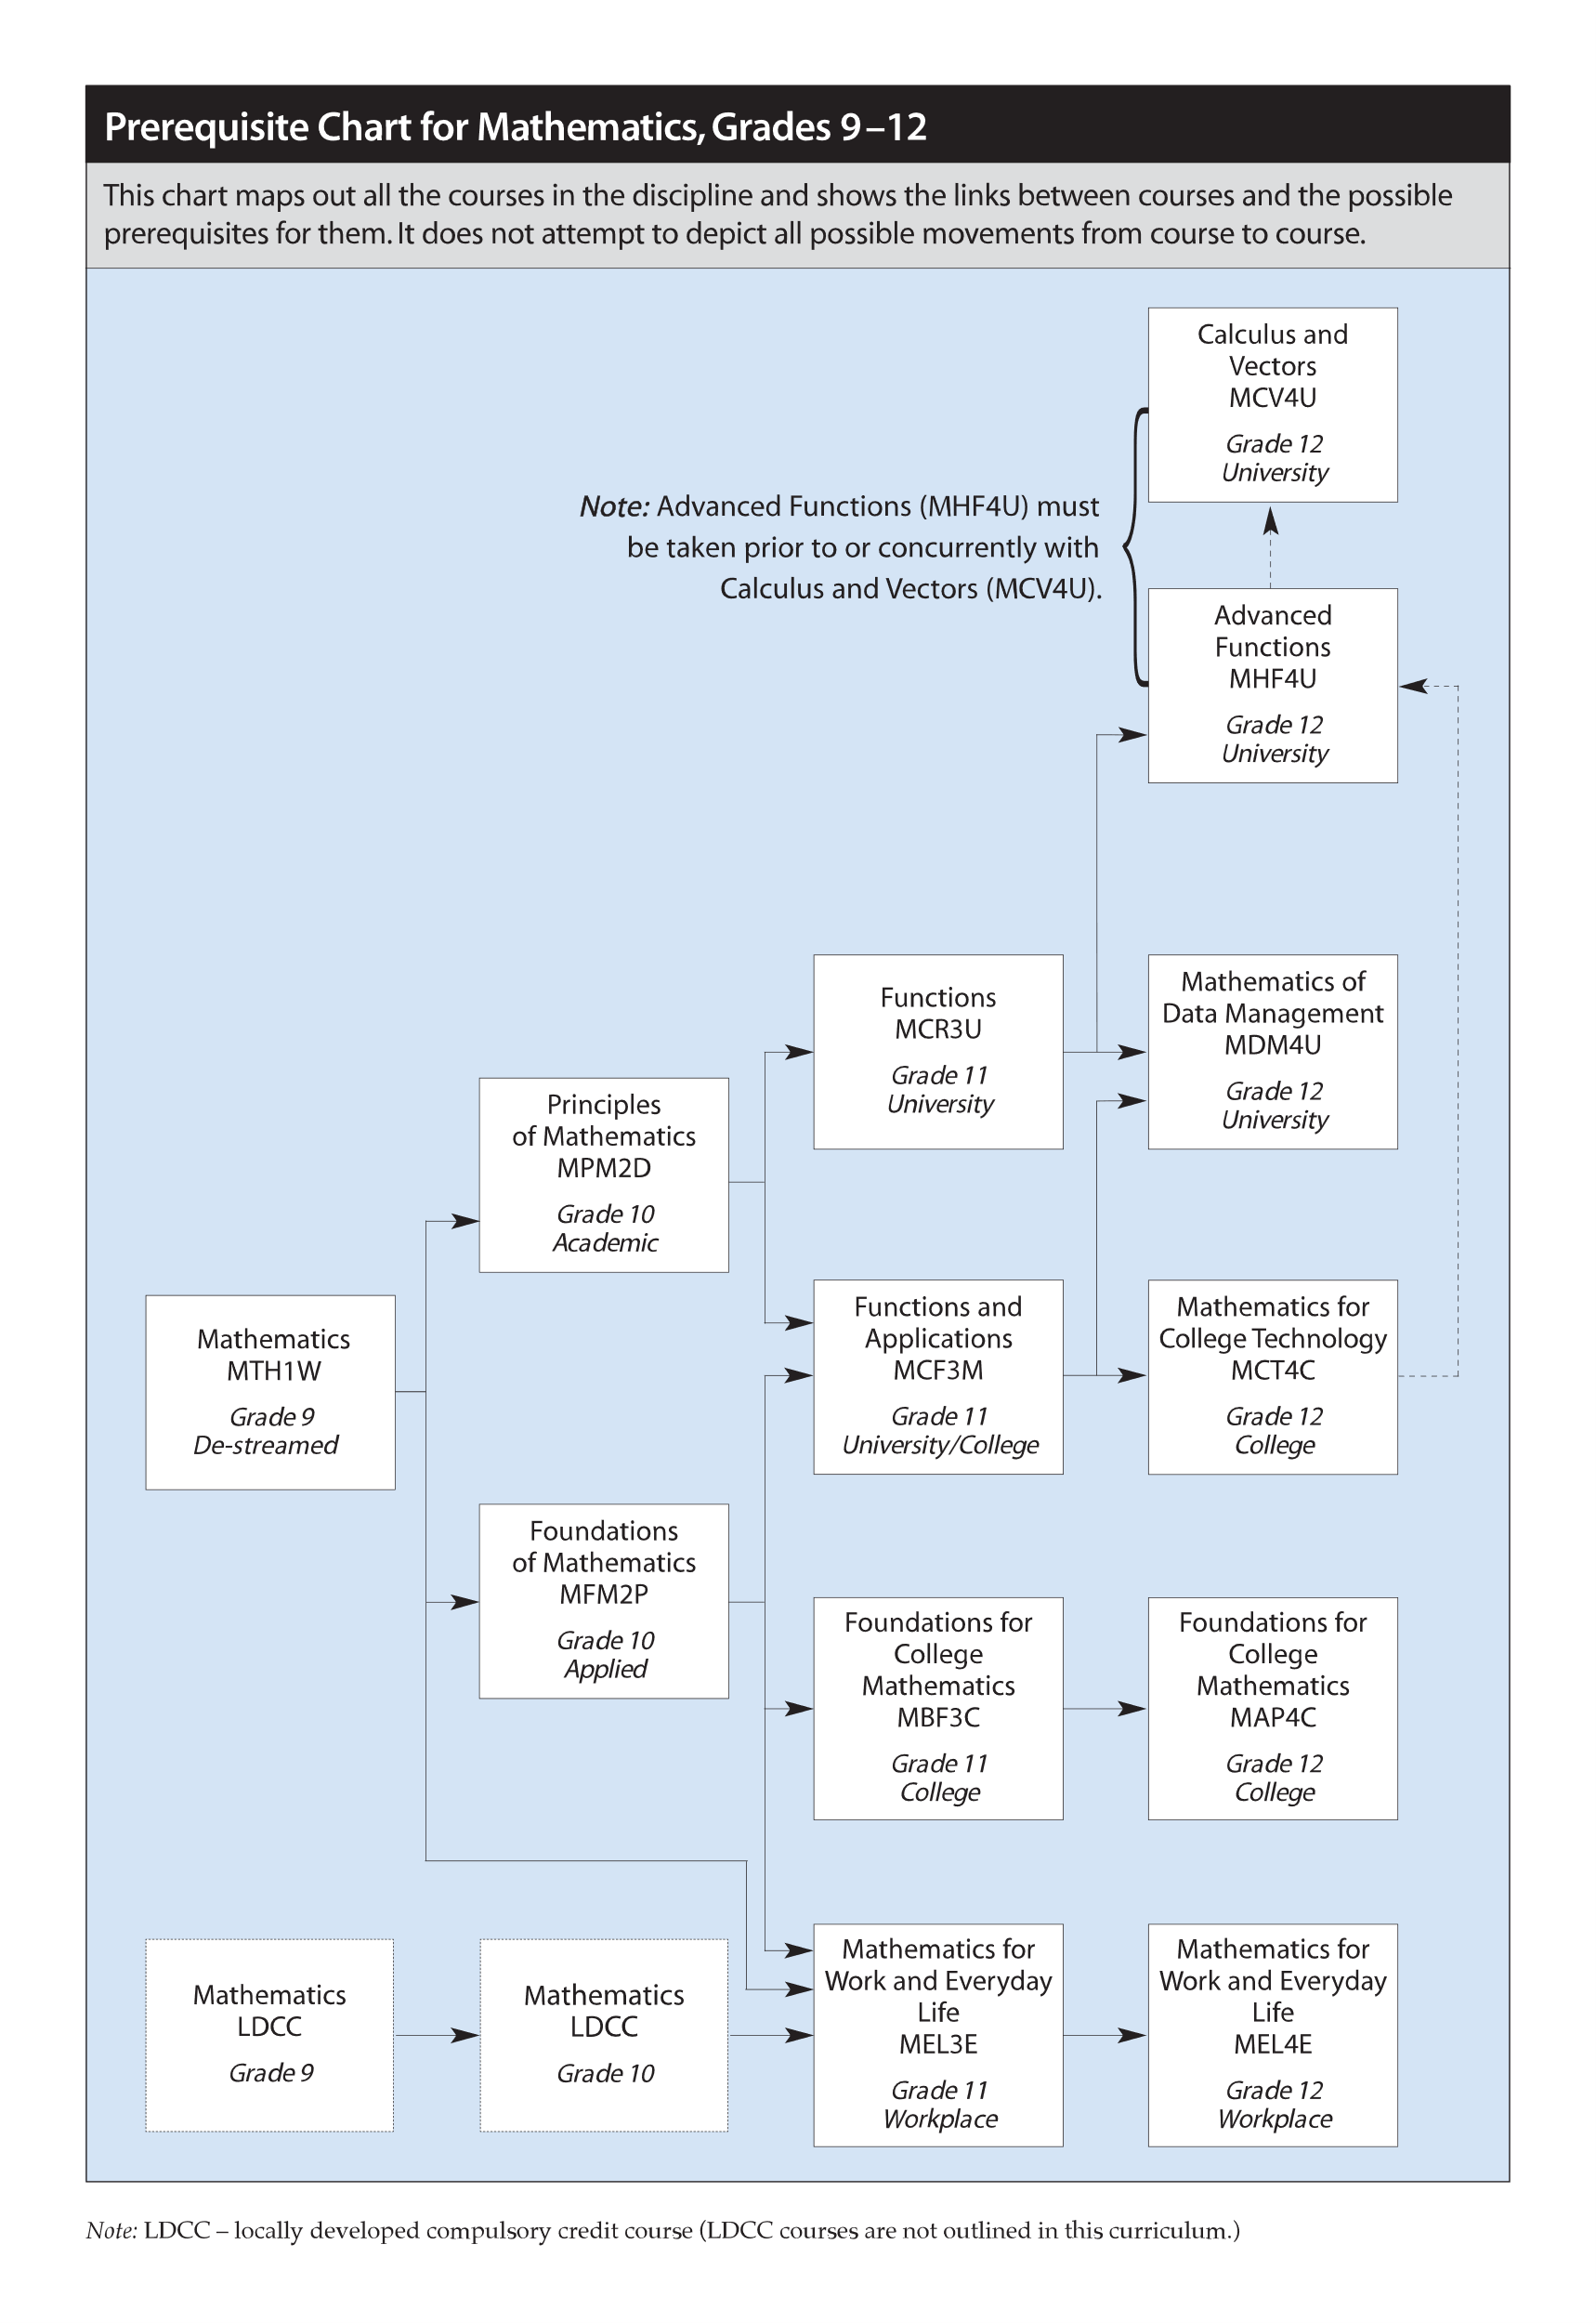 Prerequisite Chart for Mathematics, Grades 9–12
This chart maps out all the courses in the discipline and shows the links between courses and the possible
prerequisites for them. It does not attempt to depict all possible movements from course to course.
Calculus and
Vectors
MCV4U
Grade 12
University
Note: Advanced Functions (MHF4U) must
be taken prior to or concurrently with
Calculus and Vectors (MCV4U).
Advanced
Functions
MHF4U
Grade 12
University
Functions
MCR3U
Grade 11
University
Mathematics of
Data Management
MDM4U
Grade 12
University
Principles
of Mathematics
MPM2D
Grade 10
Academic
Mathematics
MTH1W
Grade 9
De-streamed
Functions and
Applications
MCF3M
Grade 11
University/College
Mathematics for
College Technology
MCT4C
Grade 12
College
Foundations
of Mathematics
MFM2P
Grade 10
Applied
Foundations for
College
Mathematics
MBF3C
Grade 11
College
Foundations for
College
Mathematics
MAP4C
Grade 12
College
Mathematics
LDCC
Grade 9
Mathematics
LDCC
Grade 10
Mathematics for
Work and Everyday
Life
MEL3E
Grade 11
Workplace
Mathematics for
Work and Everyday
Life
MEL4E
Grade 12
Workplace
Note: LDCC – locally developed compulsory credit course (LDCC courses are not outlined in this curriculum.)